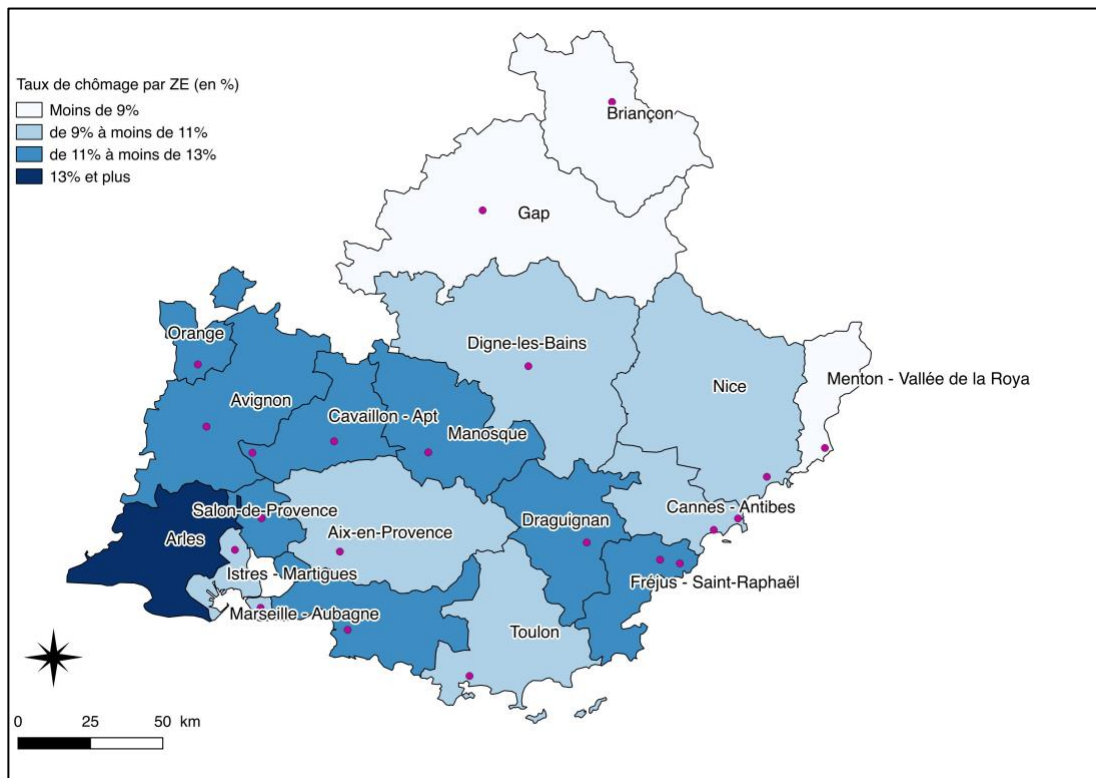 Taux de chômage par ZE (en %)
Moins de 9%
de 9% à moins de 11%
de 11% à moins de 13%
13% et plus
Briançon
Gap
Orange
Digne-les-Bains
Menton - Vallée de la Roya
Nice
Avignon
Cavaillon - Apt
Manosque
Salon-de-Provence
Cannes - Antibes
Draguignan
Aix-en-Provence
Arles
Istres - Martigues
Fréjus - Saint-Raphaël
Marseille - Aubagne
Toulon
0 25 50 km